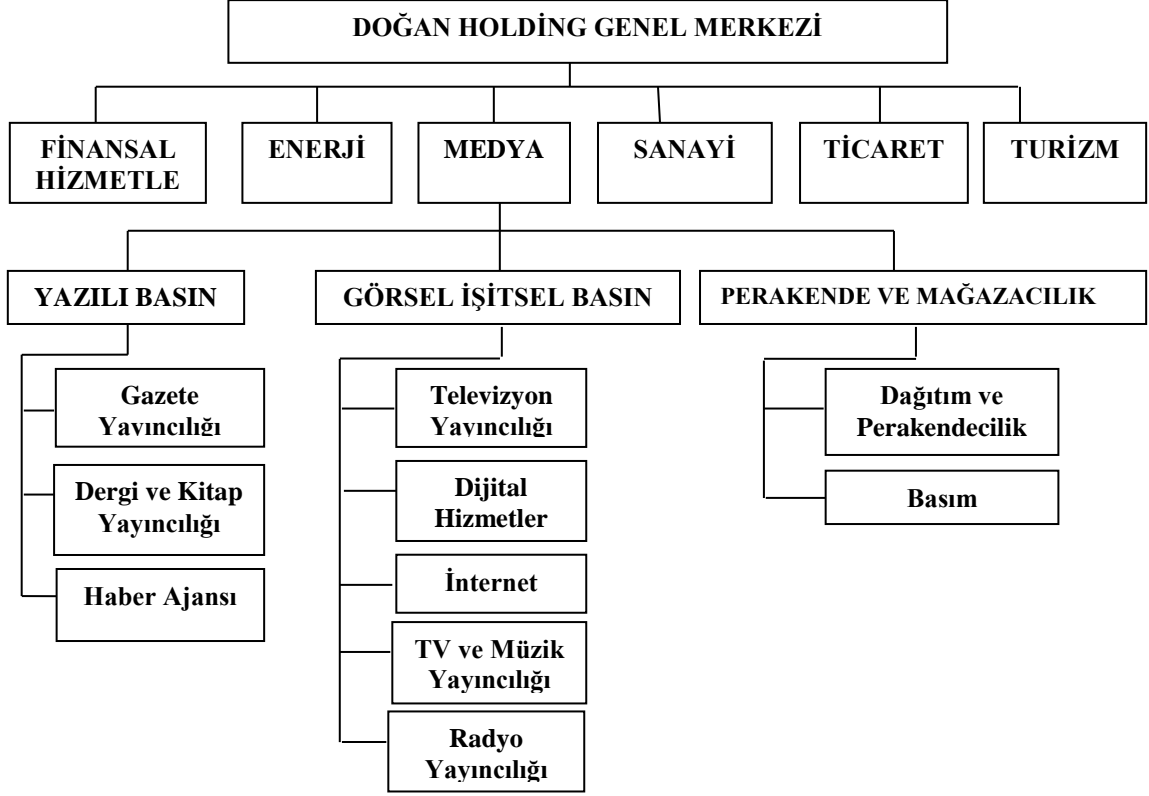 DOĞAN HOLDİNG GENEL MERKEZİ
FİNANSAL
HİZMETLE
ENERJİ
MEDYA
SANAYİ
TİCARET
TURİZM
YAZILI BASIN
GÖRSEL İŞİTSEL BASIN
PERAKENDE VE MAĞAZACILIK
Gazete
Yayıncılığı
Dergi ve Kitap
Yayıncılığı
Haber Ajansı
Televizyon
Yayıncılığı
Dijital
Hizmetler
İnternet
TV ve Müzik
Yayıncılığı
Radyo
Yayıncılığı
Dağıtım ve
Perakendecilik
Basım